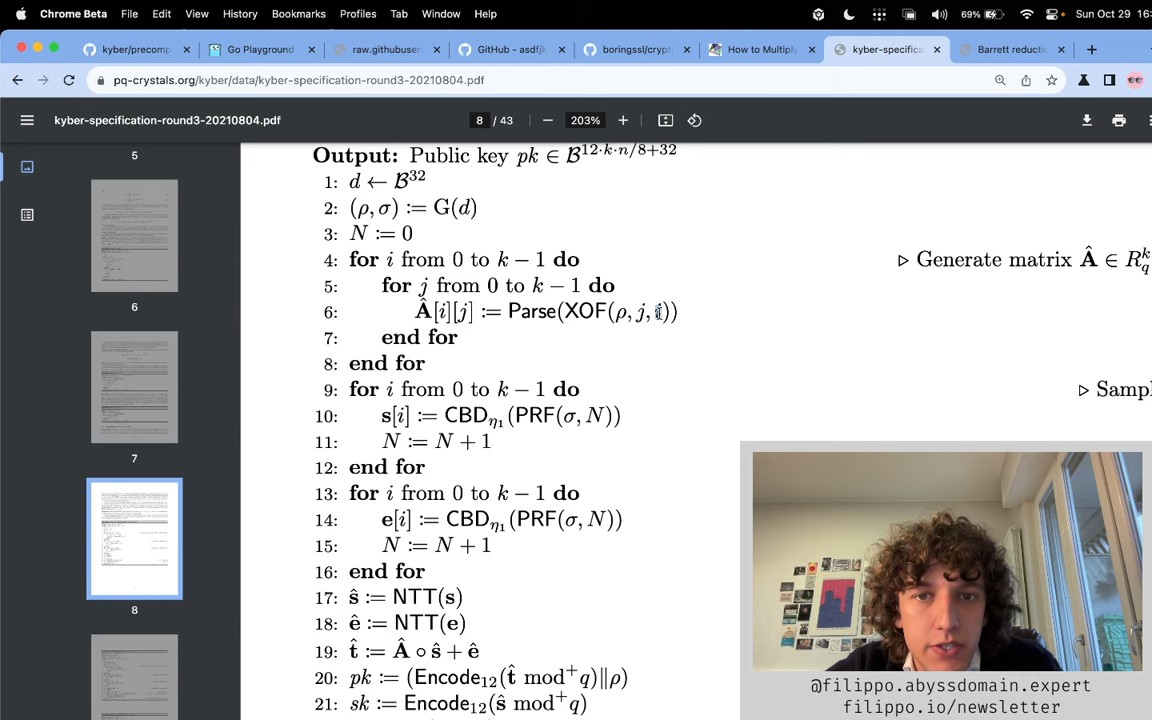 Chrome Beta File Edit View History Bookmarks Profiles Tab Window Help 69% Sun Oct 29
kyber/precomp Go Playground raw.githubuser GitHub - asdfjk boringssl/crypt How to Multiply kyber-specifica Barrett reductio
pq-crystals.org/kyber/data/kyber-specification-round3-20210804.pdf
kyber-specification-round3-20210804.pdf 8 / 43 203%
5
6
7
8
Output: Public key pk ∈ B^{12·k·n/8+32}
1: d ← B^{32}
2: (ρ, σ) := G(d)
3: N := 0
4: for i from 0 to k − 1 do ▷ Generate matrix Â ∈ R_q^k
5: for j from 0 to k − 1 do
6: Â[i][j] := Parse(XOF(ρ, j, i))
7: end for
8: end for
9: for i from 0 to k − 1 do ▷ Sampl
10: s[i] := CBD_{η1}(PRF(σ, N))
11: N := N + 1
12: end for
13: for i from 0 to k − 1 do
14: e[i] := CBD_{η1}(PRF(σ, N))
15: N := N + 1
16: end for
17: ŝ := NTT(s)
18: ê := NTT(e)
19: t̂ := Â ∘ ŝ + ê
20: pk := (Encode_{12}(t̂ mod^+ q)‖ρ)
21: sk := Encode_{12}(ŝ mod^+ q)
@filippo.abyssdomain.expert
filippo.io/newsletter